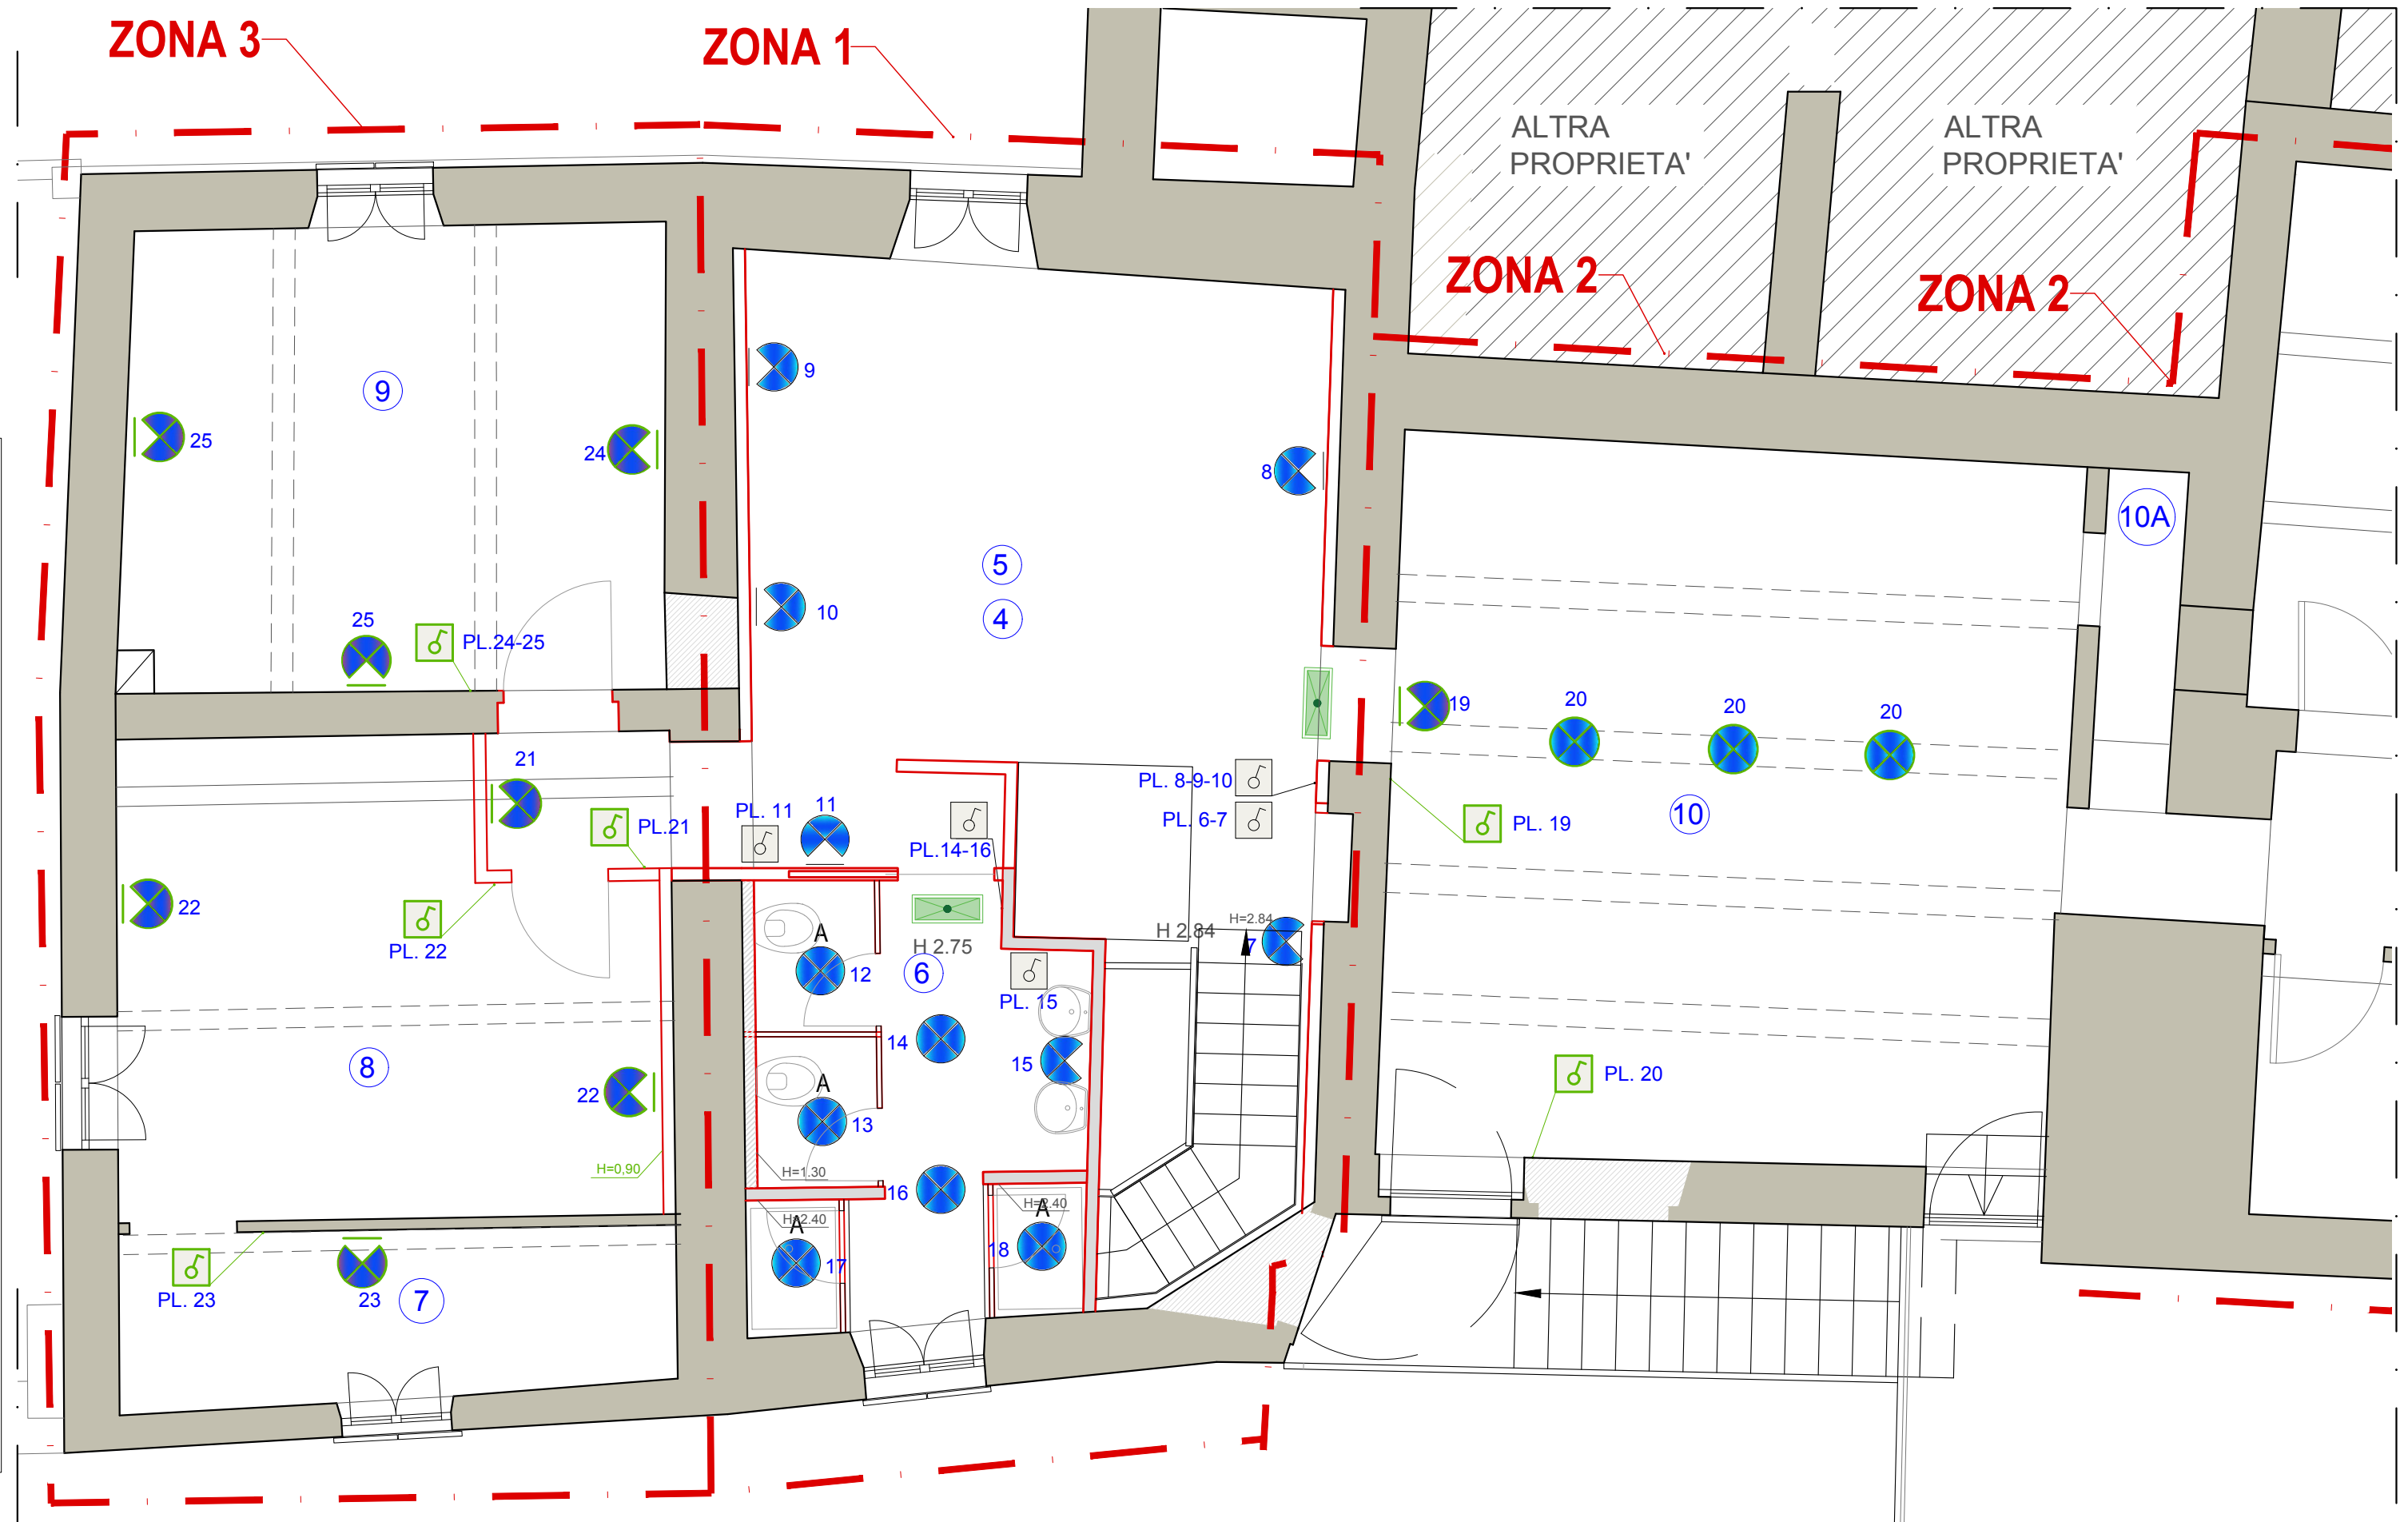 ZONA 3
ZONA 1
ALTRA
PROPRIETA'
ALTRA
PROPRIETA'
ZONA 2
ZONA 2
9
9
25
24
8
10A
5
4
10
25
PL.24-25
19
20
20
20
21
PL. 8-9-10
PL. 11
11
PL. 6-7
PL.21
PL.14-16
PL. 19
10
22
PL. 22
A
H 2.75
H 2.84
H=2.84
7
12
6
PL. 15
14
15
8
22
A
13
PL. 20
H=0,90
H=1.30
16
H=2.40
H=2.40
A
A
17
18
PL. 23
23
7